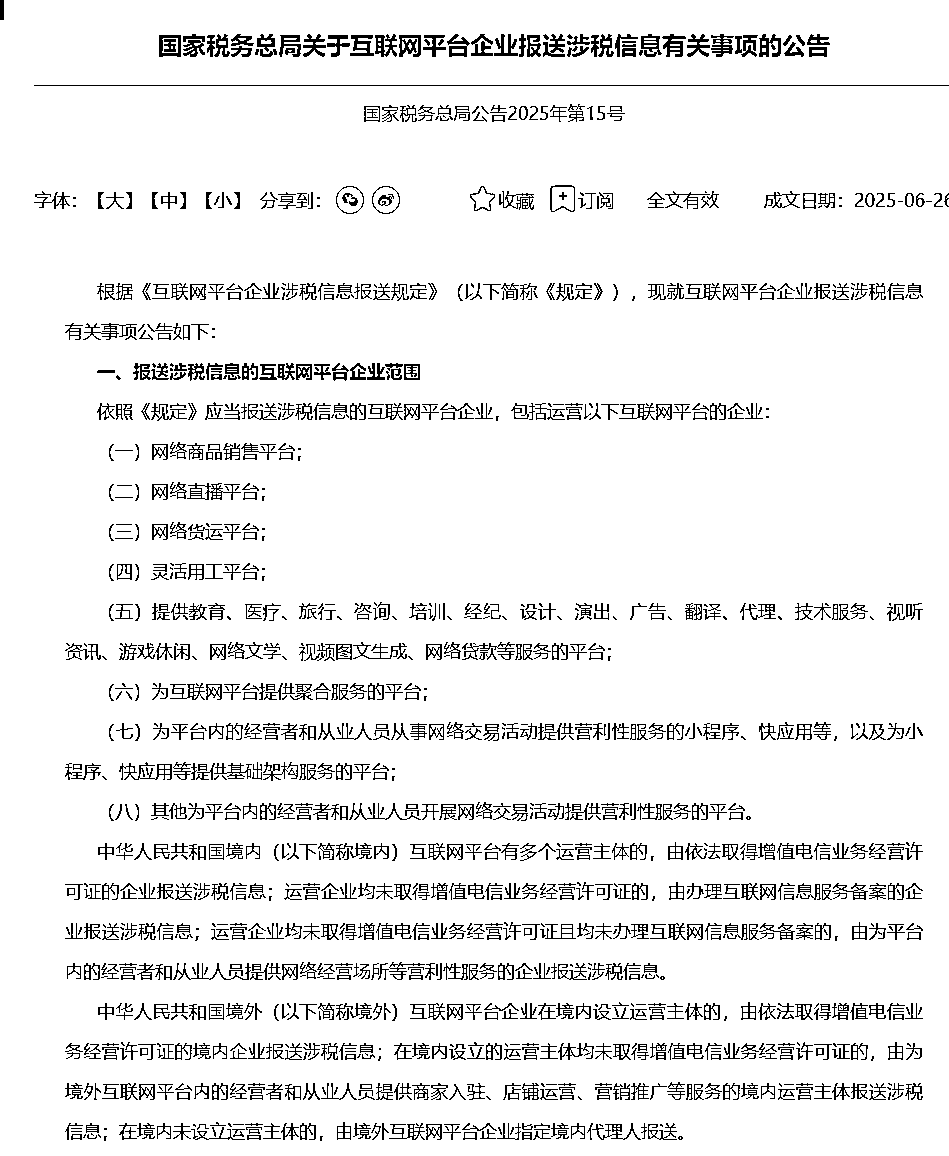 国家税务总局关于互联网平台企业报送涉税信息有关事项的公告
国家税务总局公告2025年第15号
字体：【大】【中】【小】 分享到： 收藏 订阅 全文有效 成文日期：2025-06-26
根据《互联网平台企业涉税信息报送规定》（以下简称《规定》），现就互联网平台企业报送涉税信息
有关事项公告如下：
一、报送涉税信息的互联网平台企业范围
依照《规定》应当报送涉税信息的互联网平台企业，包括运营以下互联网平台的企业：
（一）网络商品销售平台；
（二）网络直播平台；
（三）网络货运平台；
（四）灵活用工平台；
（五）提供教育、医疗、旅行、咨询、培训、经纪、设计、演出、广告、翻译、代理、技术服务、视听
资讯、游戏休闲、网络文学、视频图文生成、网络贷款等服务的平台；
（六）为互联网平台提供聚合服务的平台；
（七）为平台内的经营者和从业人员从事网络交易活动提供营利性服务的小程序、快应用等，以及为小
程序、快应用等提供基础架构服务的平台；
（八）其他为平台内的经营者和从业人员开展网络交易活动提供营利性服务的平台。
中华人民共和国境内（以下简称境内）互联网平台有多个运营主体的，由依法取得增值电信业务经营许
可证的企业报送涉税信息；运营企业均未取得增值电信业务经营许可证的，由办理互联网信息服务备案的企
业报送涉税信息；运营企业均未取得增值电信业务经营许可证且均未办理互联网信息服务备案的，由为平台
内的经营者和从业人员提供网络经营场所等营利性服务的企业报送涉税信息。
中华人民共和国境外（以下简称境外）互联网平台企业在境内设立运营主体的，由依法取得增值电信业
务经营许可证的境内企业报送涉税信息；在境内设立的运营主体均未取得增值电信业务经营许可证的，由为
境外互联网平台内的经营者和从业人员提供商家入驻、店铺运营、营销推广等服务的境内运营主体报送涉税
信息；在境内未设立运营主体的，由境外互联网平台企业指定境内代理人报送。